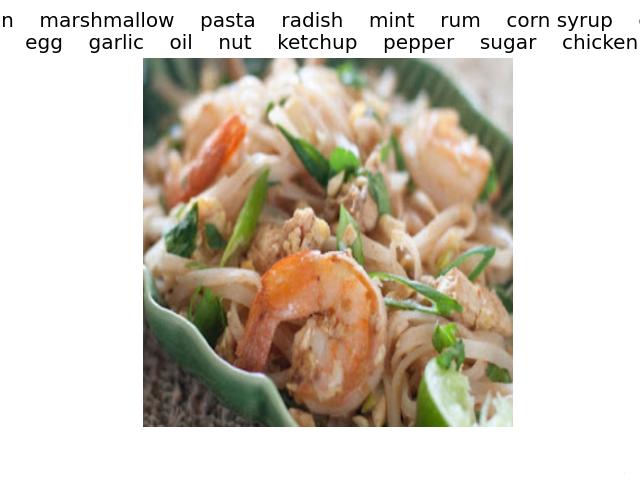 marshmallow pasta radish mint rum corn syrup
egg garlic oil nut ketchup pepper sugar chicken